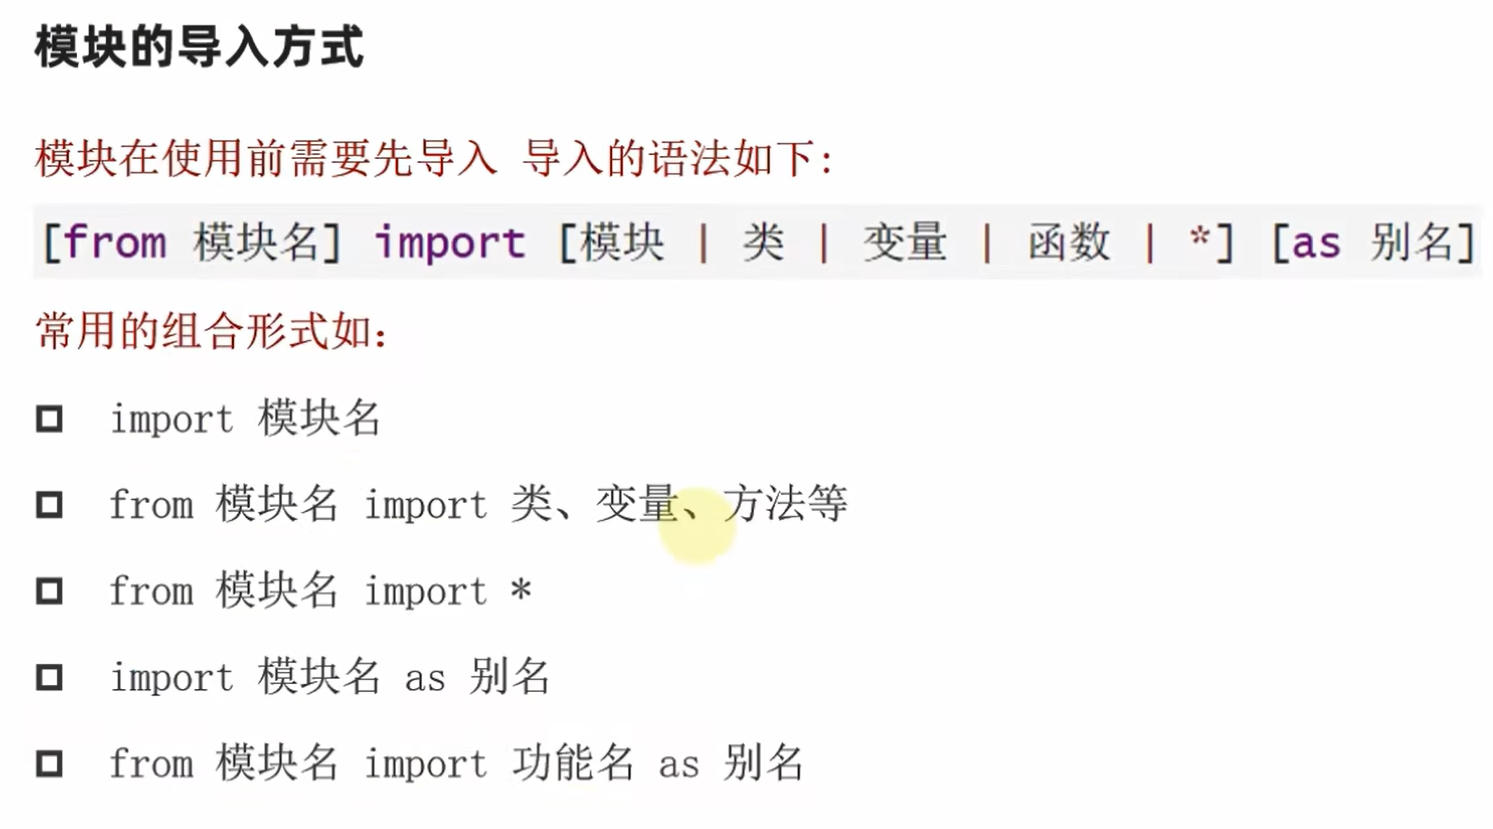 模块的导入方式
模块在使用前需要先导入 导入的语法如下:
[from 模块名] import [模块 | 类 | 变量 | 函数 | *] [as 别名]
常用的组合形式如:
import 模块名
from 模块名 import 类、变量、方法等
from 模块名 import *
import 模块名 as 别名
from 模块名 import 功能名 as 别名